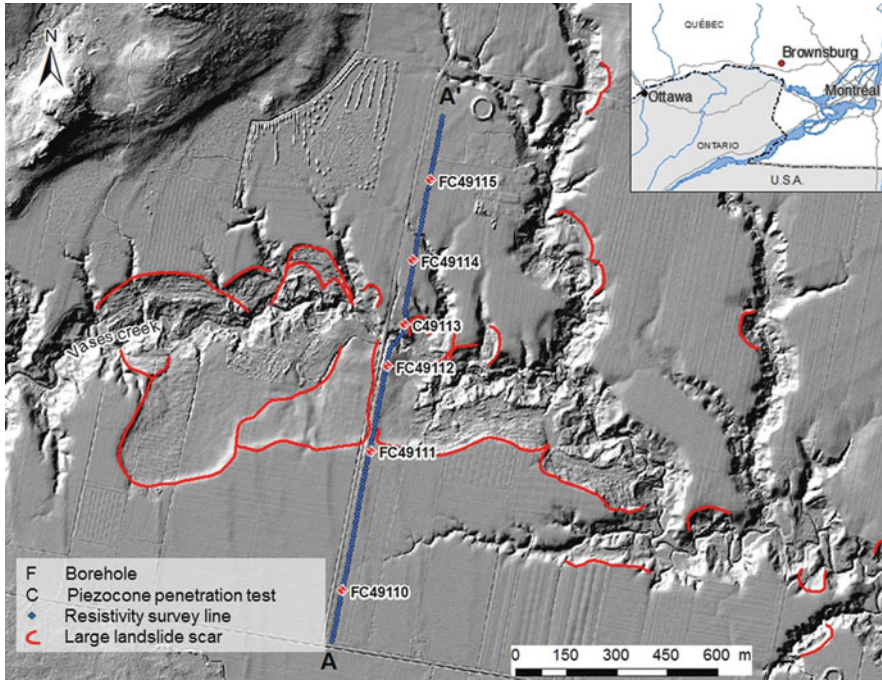 N
QUÉBEC
Brownsburg
Ottawa
Montréal
ONTARIO
U.S.A.
A'
FC49115
FC49114
C49113
Vases creek
FC49112
FC49111
FC49110
A
F Borehole
C Piezocone penetration test
Resistivity survey line
Large landslide scar
0 150 300 450 600 m